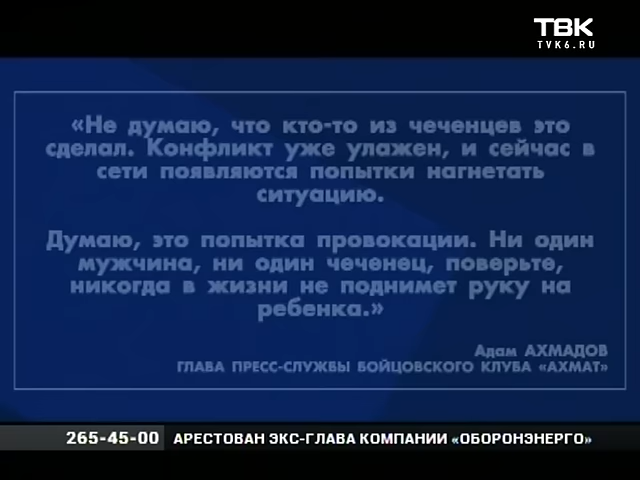 ТВК
TVK6.RU
«Не думаю, что кто-то из чеченцев это
сделал. Конфликт уже улажен, и сейчас в
сети появляются попытки нагнетать
ситуацию.
Думаю, это попытка провокации. Ни один
мужчина, ни один чеченец, поверьте,
никогда в жизни не поднимет руку на
ребенка.»
Адам АХМАДОВ
ГЛАВА ПРЕСС-СЛУЖБЫ БОЙЦОВСКОГО КЛУБА «АХМАТ»
265-45-00 АРЕСТОВАН ЭКС-ГЛАВА КОМПАНИИ «ОБОРОНЭНЕРГО»